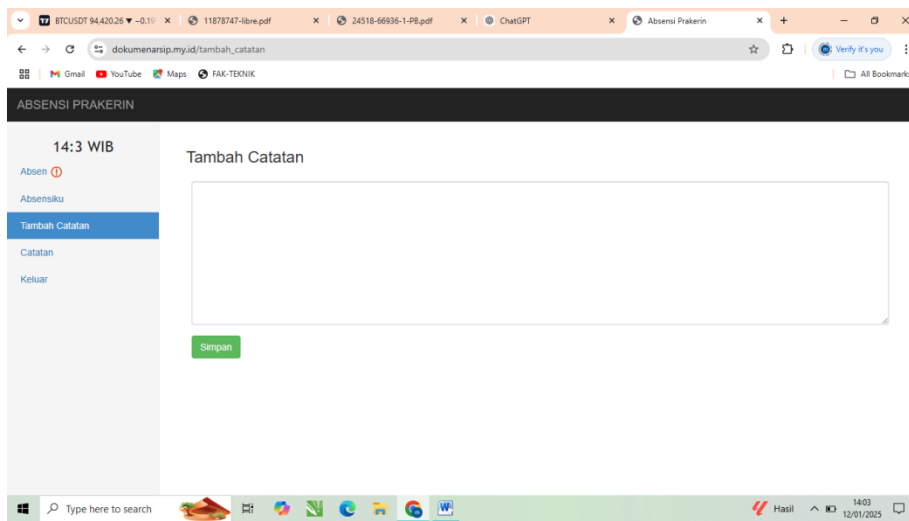 BTCUSDT 94,420.26 ▼ −0.19
11878747-libre.pdf
24518-66936-1-PB.pdf
ChatGPT
Absensi Prakerin
dokumenarsip.my.id/tambah_catatan
Verify it's you
Gmail
YouTube
Maps
FAK-TEKNIK
All Bookmarks
ABSENSI PRAKERIN
14:3 WIB
Absen
Absensiku
Tambah Catatan
Catatan
Keluar
Tambah Catatan
Simpan
Type here to search
Hasil
14:03
12/01/2025